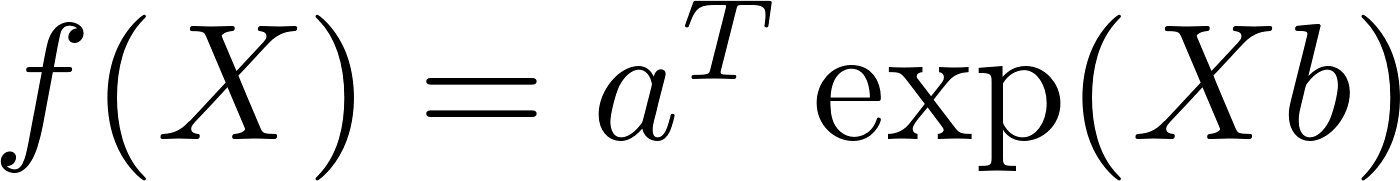 f(X) = a^T exp(Xb)